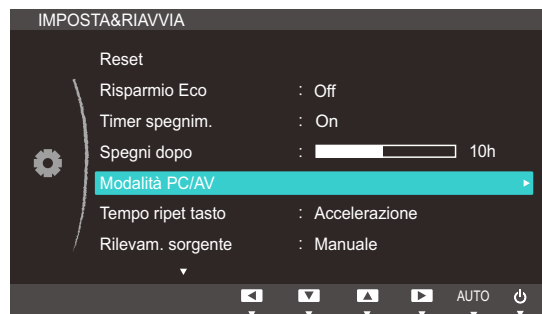 IMPOSTA&RIAVVIA
Reset
Risparmio Eco : Off
Timer spegnim. : On
Spegni dopo : 10h
Modalità PC/AV
Tempo ripet tasto : Accelerazione
Rilevam. sorgente : Manuale
AUTO